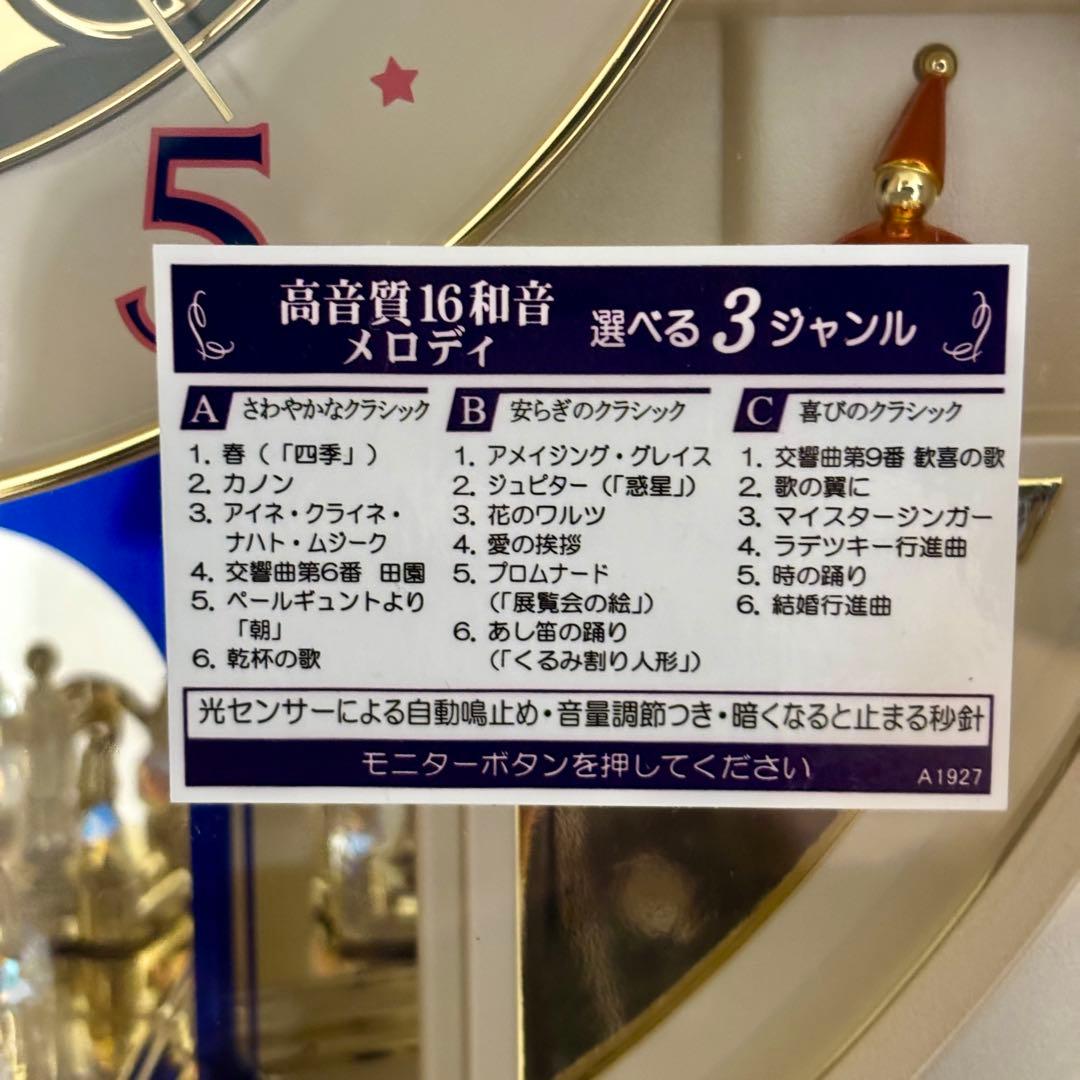 5
高音質16和音
メロディ
選べる3ジャンル
A さわやかなクラシック
1. 春（「四季」）
2. カノン
3. アイネ・クライネ・
ナハト・ムジーク
4. 交響曲第6番 田園
5. ペールギュントより
「朝」
6. 乾杯の歌
B 安らぎのクラシック
1. アメイジング・グレイス
2. ジュピター（「惑星」）
3. 花のワルツ
4. 愛の挨拶
5. プロムナード
（「展覧会の絵」）
6. あし笛の踊り
（「くるみ割り人形」）
C 喜びのクラシック
1. 交響曲第9番 歓喜の歌
2. 歌の翼に
3. マイスタージンガー
4. ラデツキー行進曲
5. 時の踊り
6. 結婚行進曲
光センサーによる自動鳴止め・音量調節つき・暗くなると止まる秒針
モニターボタンを押してください
A1927